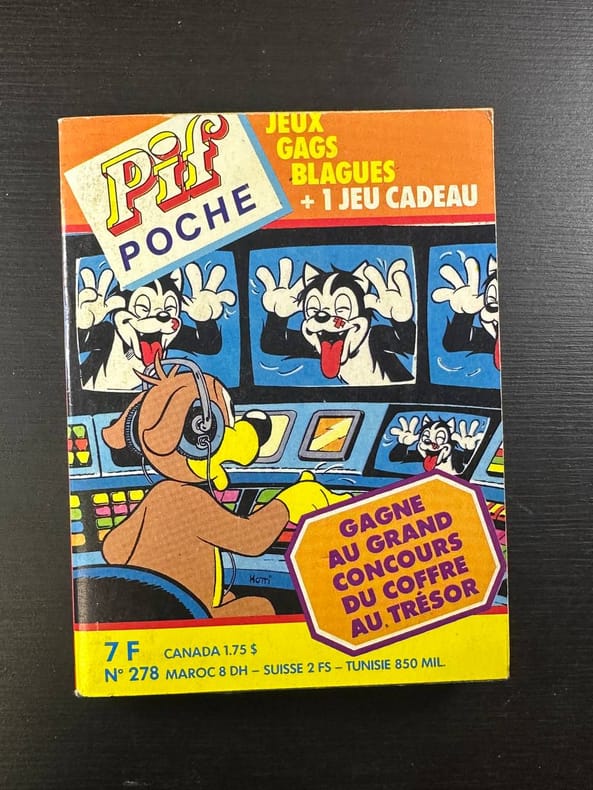 Pif
POCHE
JEUX
GAGS
BLAGUES
+ 1 JEU CADEAU
GAGNE
AU GRAND
CONCOURS
DU COFFRE
AU TRÉSOR
Homi
7 F CANADA 1.75 $
N° 278 MAROC 8 DH – SUISSE 2 FS – TUNISIE 850 MIL.